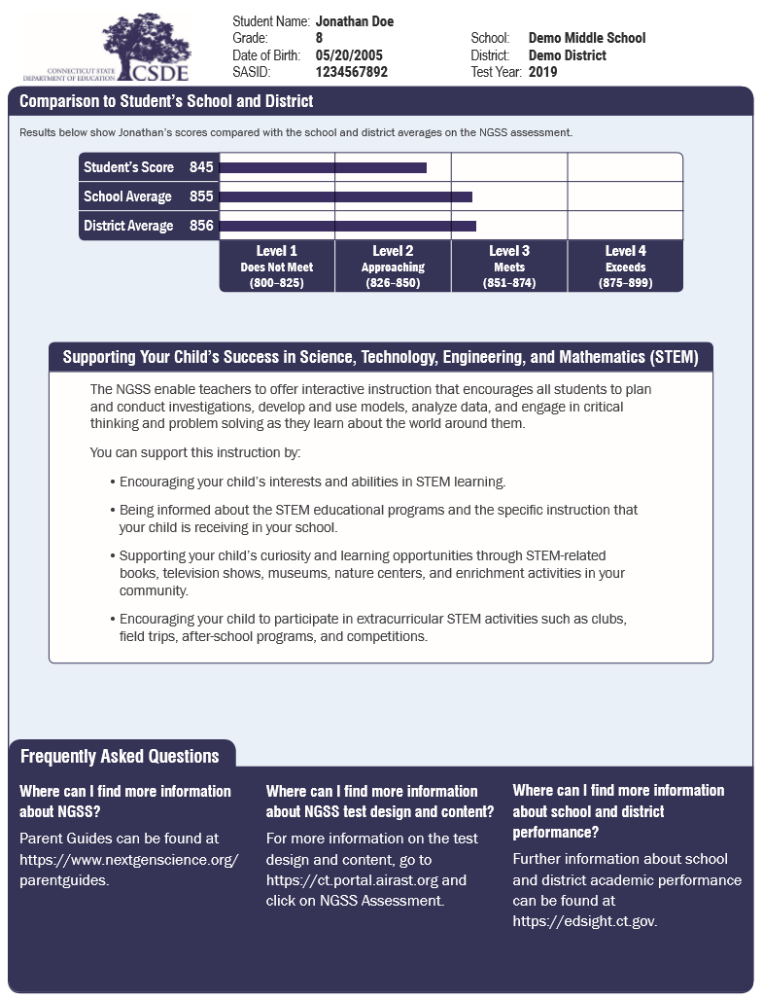 CONNECTICUT STATE
DEPARTMENT OF EDUCATION
CSDE
Student Name: Jonathan Doe
Grade: 8
Date of Birth: 05/20/2005
SASID: 1234567892
School: Demo Middle School
District: Demo District
Test Year: 2019
Comparison to Student's School and District
Results below show Jonathan's scores compared with the school and district averages on the NGSS assessment.
Student's Score 845
School Average 855
District Average 856
Level 1
Does Not Meet
(800–825)
Level 2
Approaching
(826–850)
Level 3
Meets
(851–874)
Level 4
Exceeds
(875–899)
Supporting Your Child's Success in Science, Technology, Engineering, and Mathematics (STEM)
The NGSS enable teachers to offer interactive instruction that encourages all students to plan
and conduct investigations, develop and use models, analyze data, and engage in critical
thinking and problem solving as they learn about the world around them.
You can support this instruction by:
• Encouraging your child's interests and abilities in STEM learning.
• Being informed about the STEM educational programs and the specific instruction that
your child is receiving in your school.
• Supporting your child's curiosity and learning opportunities through STEM-related
books, television shows, museums, nature centers, and enrichment activities in your
community.
• Encouraging your child to participate in extracurricular STEM activities such as clubs,
field trips, after-school programs, and competitions.
Frequently Asked Questions
Where can I find more information
about NGSS?
Parent Guides can be found at
https://www.nextgenscience.org/
parentguides.
Where can I find more information
about NGSS test design and content?
For more information on the test
design and content, go to
https://ct.portal.airast.org and
click on NGSS Assessment.
Where can I find more information
about school and district
performance?
Further information about school
and district academic performance
can be found at
https://edsight.ct.gov.